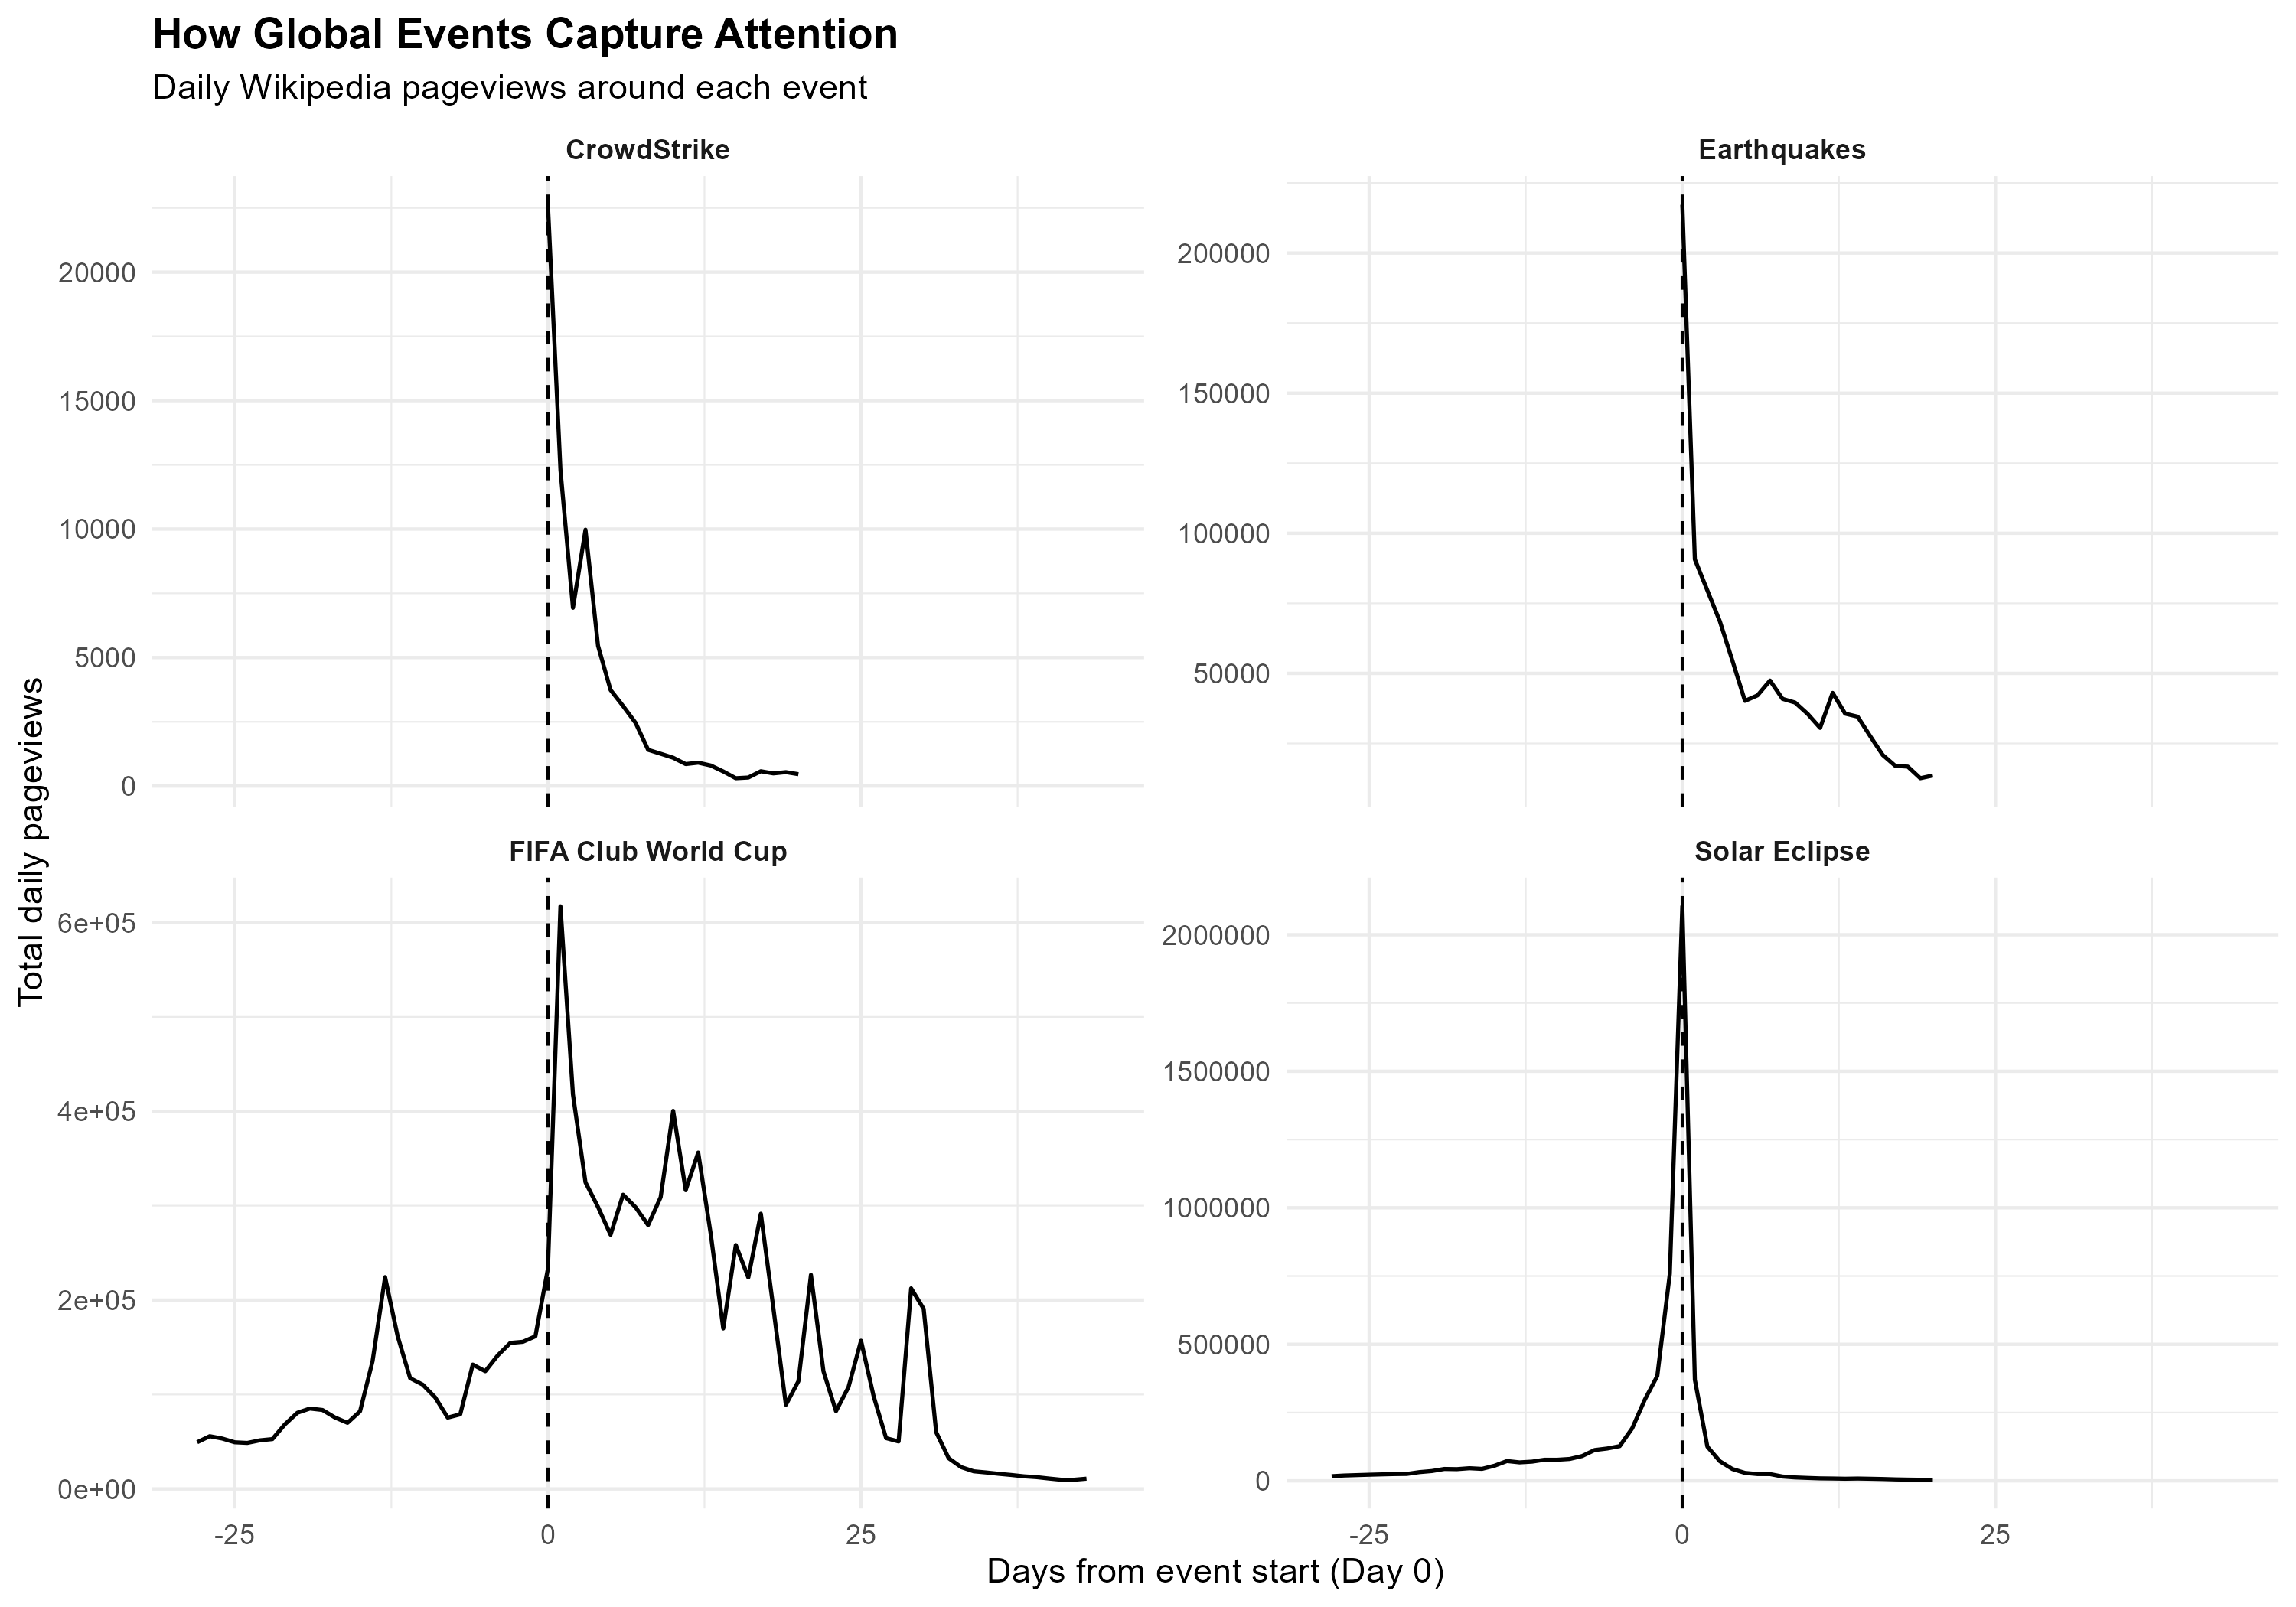 How Global Events Capture Attention
Daily Wikipedia pageviews around each event
CrowdStrike
Earthquakes
20000
15000
10000
5000
0
200000
150000
100000
50000
Total daily pageviews
FIFA Club World Cup
Solar Eclipse
6e+05
4e+05
2e+05
0e+00
2000000
1500000
1000000
500000
0
-25 0 25
-25 0 25
Days from event start (Day 0)